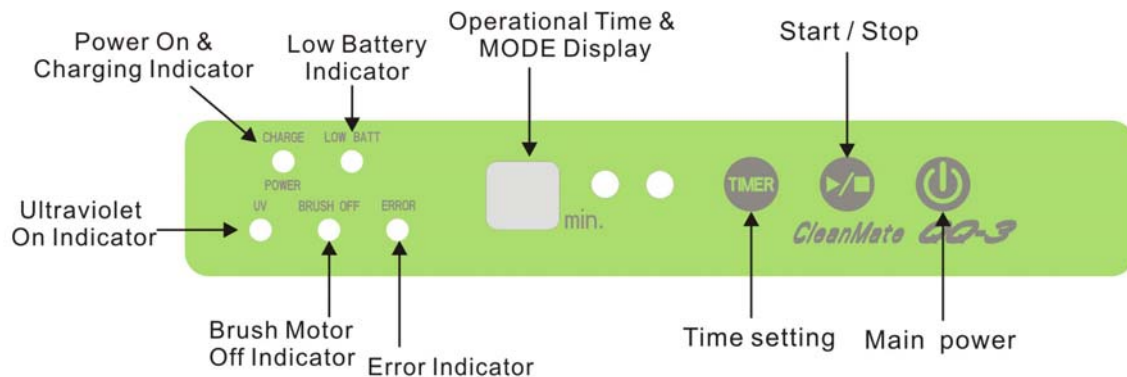 Power On &
Charging Indicator
Low Battery
Indicator
Operational Time &
MODE Display
Start / Stop
CHARGE
LOW BATT
POWER
UV
BRUSH OFF
ERROR
min.
TIMER
CleanMate QQ-3
Ultraviolet
On Indicator
Brush Motor
Off Indicator
Error Indicator
Time setting
Main power